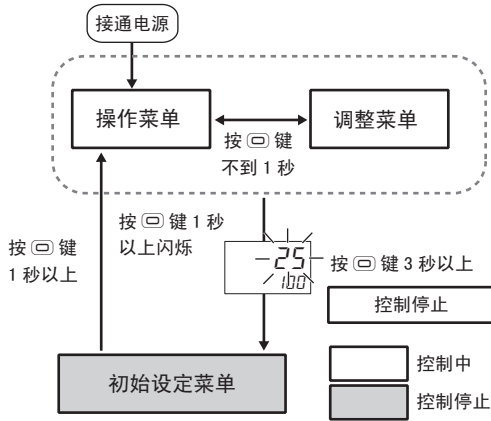 接通电源
操作菜单
调整菜单
按 键
不到 1 秒
按 键 1 秒
以上闪烁
按 键
1 秒以上
25
100
按 键 3 秒以上
控制停止
初始设定菜单
控制中
控制停止